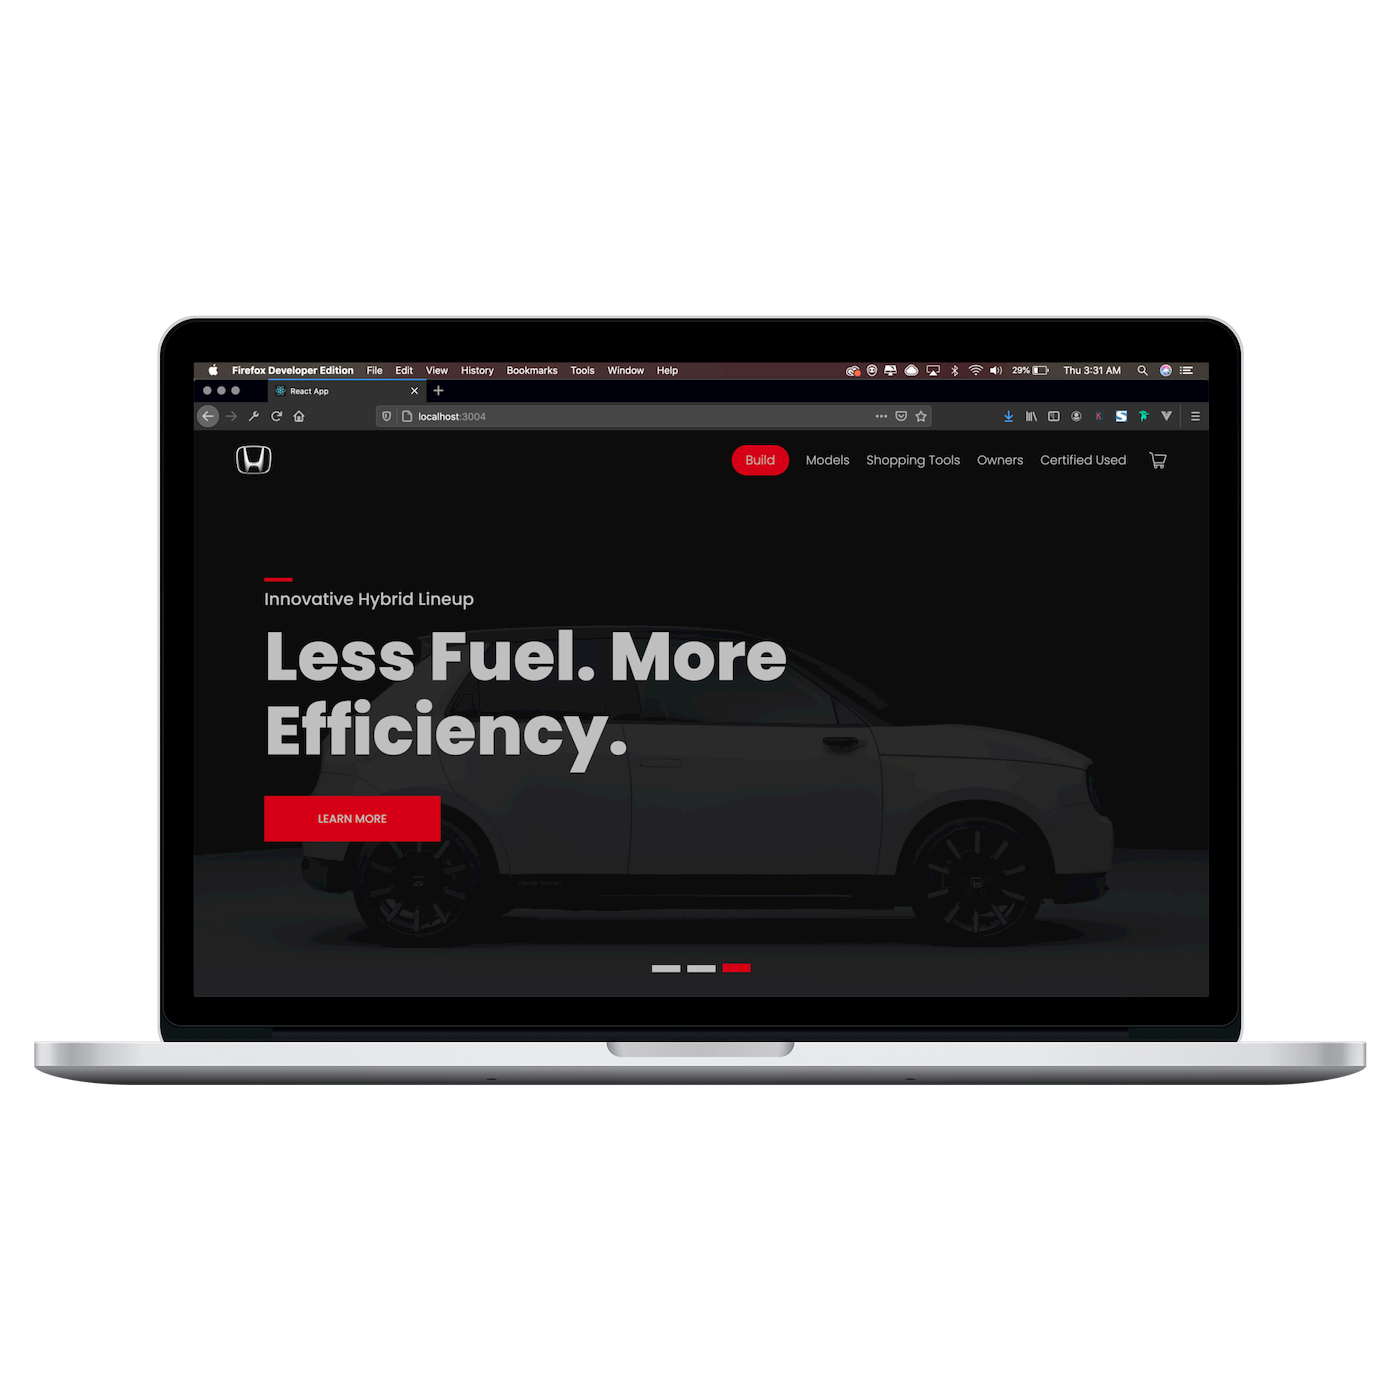 Firefox Developer Edition File Edit View History Bookmarks Tools Window Help 29% Thu 3:31 AM
React App
localhost:3004
Build Models Shopping Tools Owners Certified Used
Innovative Hybrid Lineup
Less Fuel. More
Efficiency.
LEARN MORE